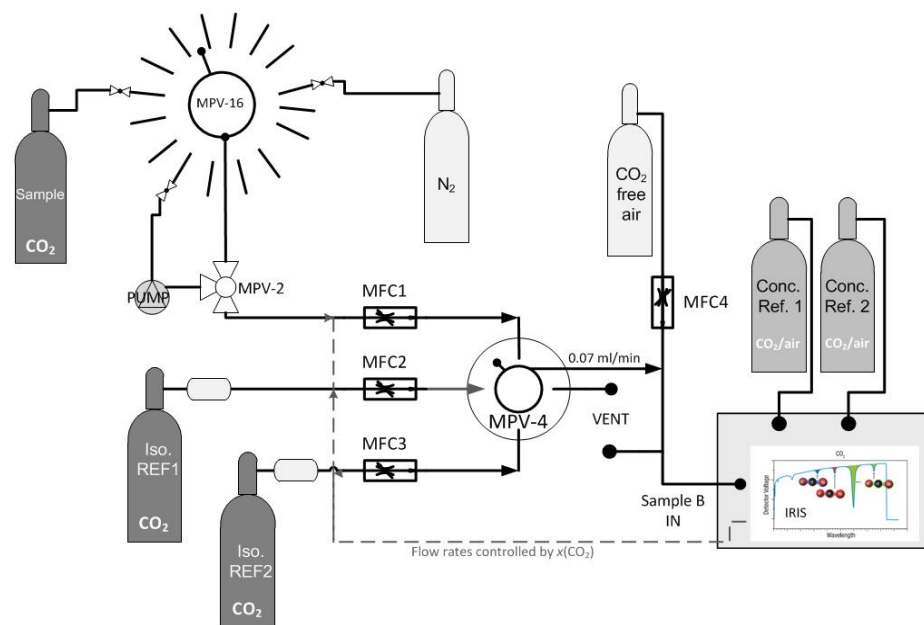 MPV-16
Sample
CO₂
N₂
CO₂
free
air
PUMP
MPV-2
MFC1
MFC4
Conc.
Ref. 1
CO₂/air
Conc.
Ref. 2
CO₂/air
MFC2
0.07 ml/min
MPV-4
VENT
Iso.
REF1
CO₂
MFC3
Iso.
REF2
CO₂
Sample B
IN
CO₂
Detector Voltage
IRIS
Wavelength
Flow rates controlled by x(CO₂)